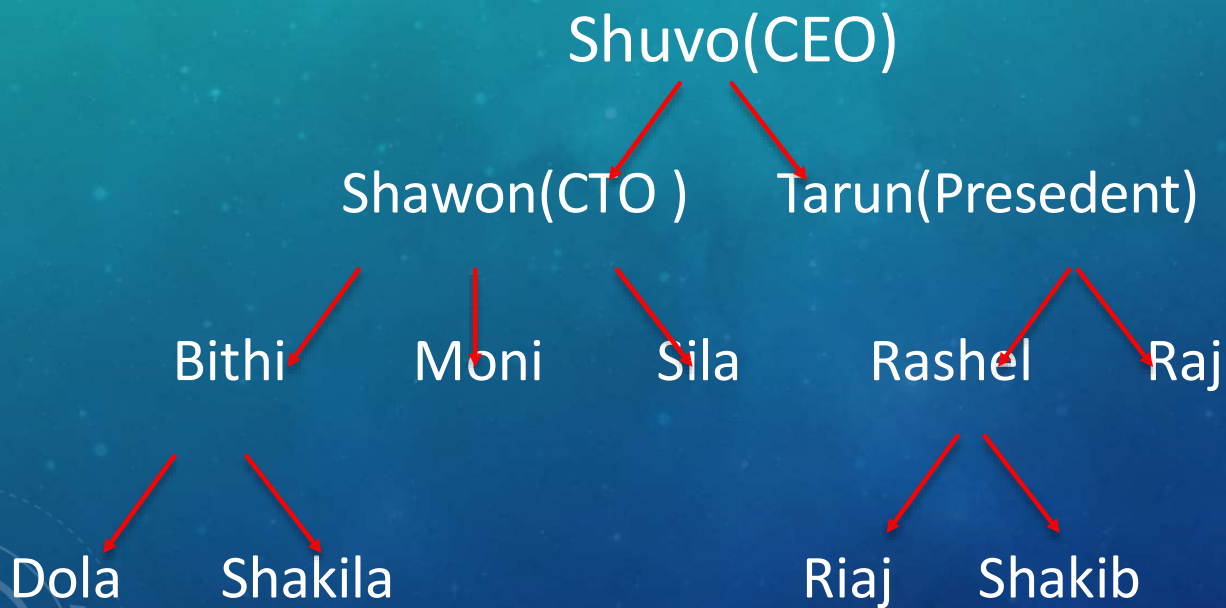 Shuvo(CEO)
Shawon(CTO ) Tarun(Presedent)
Bithi Moni Sila Rashel Raj
Dola Shakila Riaj Shakib